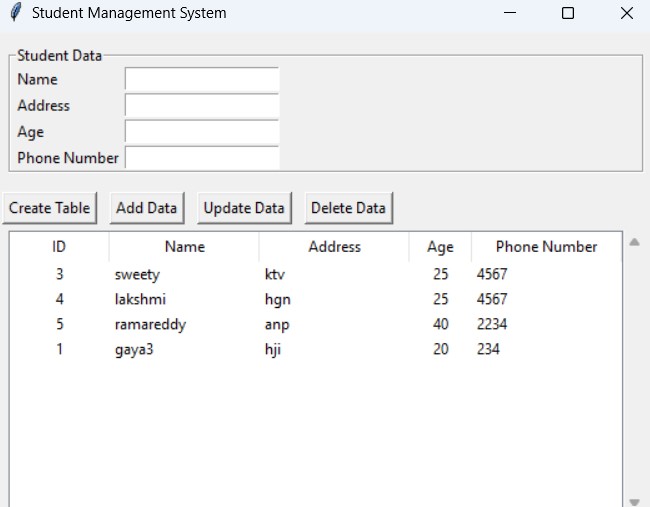 Student Management System
Student Data
Name
Address
Age
Phone Number
Create Table Add Data Update Data Delete Data
ID Name Address Age Phone Number
3 sweety ktv 25 4567
4 lakshmi hgn 25 4567
5 ramareddy anp 40 2234
1 gaya3 hji 20 234